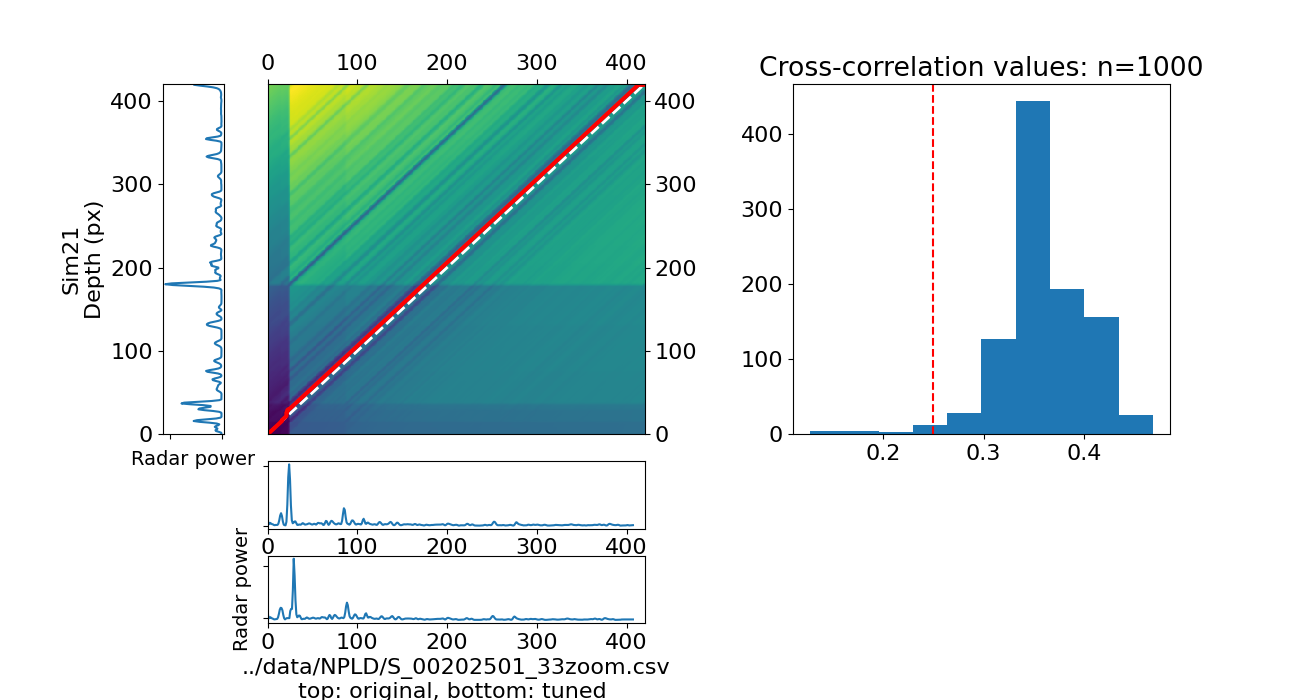 0 100 200 300 400
Cross-correlation values: n=1000
400
300
200
100
0
Sim21
Depth (px)
400
300
200
100
0
400
300
200
100
0
0.2 0.3 0.4
Radar power
0 100 200 300 400
Radar power
0 100 200 300 400
../data/NPLD/S_00202501_33zoom.csv
top: original, bottom: tuned